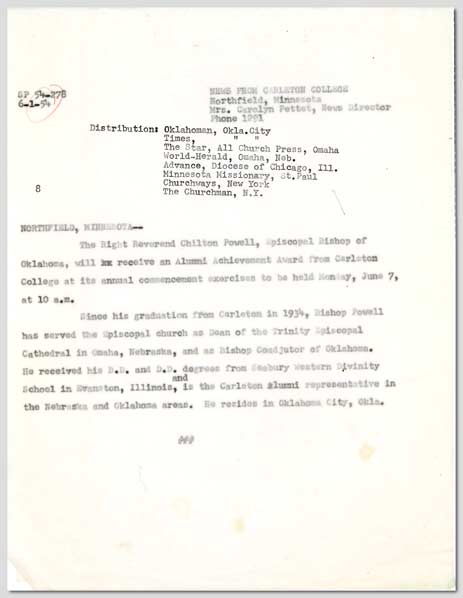 SP 54-278
6-1-54
NEWS FROM CARLETON COLLEGE
Northfield, Minnesota
Mrs. Carolyn Pettet, News Director
Phone 1291
Distribution: Oklahoman, Okla.City
Times, " "
The Star, All Church Press, Omaha
World-Herald, Omaha, Neb.
Advance, Diocese of Chicago, Ill.
Minnesota Missionary, St.Paul
8 Churchways, New York
The Churchman, N.Y.
NORTHFIELD, MINNESOTA--
The Right Reverend Chilton Powell, Episcopal Bishop of
Oklahoma, will xx receive an Alumni Achievement Award from Carleton
College at its annual commencement exercises to be held Monday, June 7,
at 10 a.m.
Since his graduation from Carleton in 1934, Bishop Powell
has served the Episcopal church as Dean of the Trinity Episcopal
Cathedral in Omaha, Nebraska, and as Bishop Coadjutor of Oklahoma.
He received his B.D. and D.D. degrees from Seabury Western Divinity
and
School in Evanston, Illinois, is the Carleton alumni representative in
the Nebraska and Oklahoma areas. He resides in Oklahoma City, Okla.
###